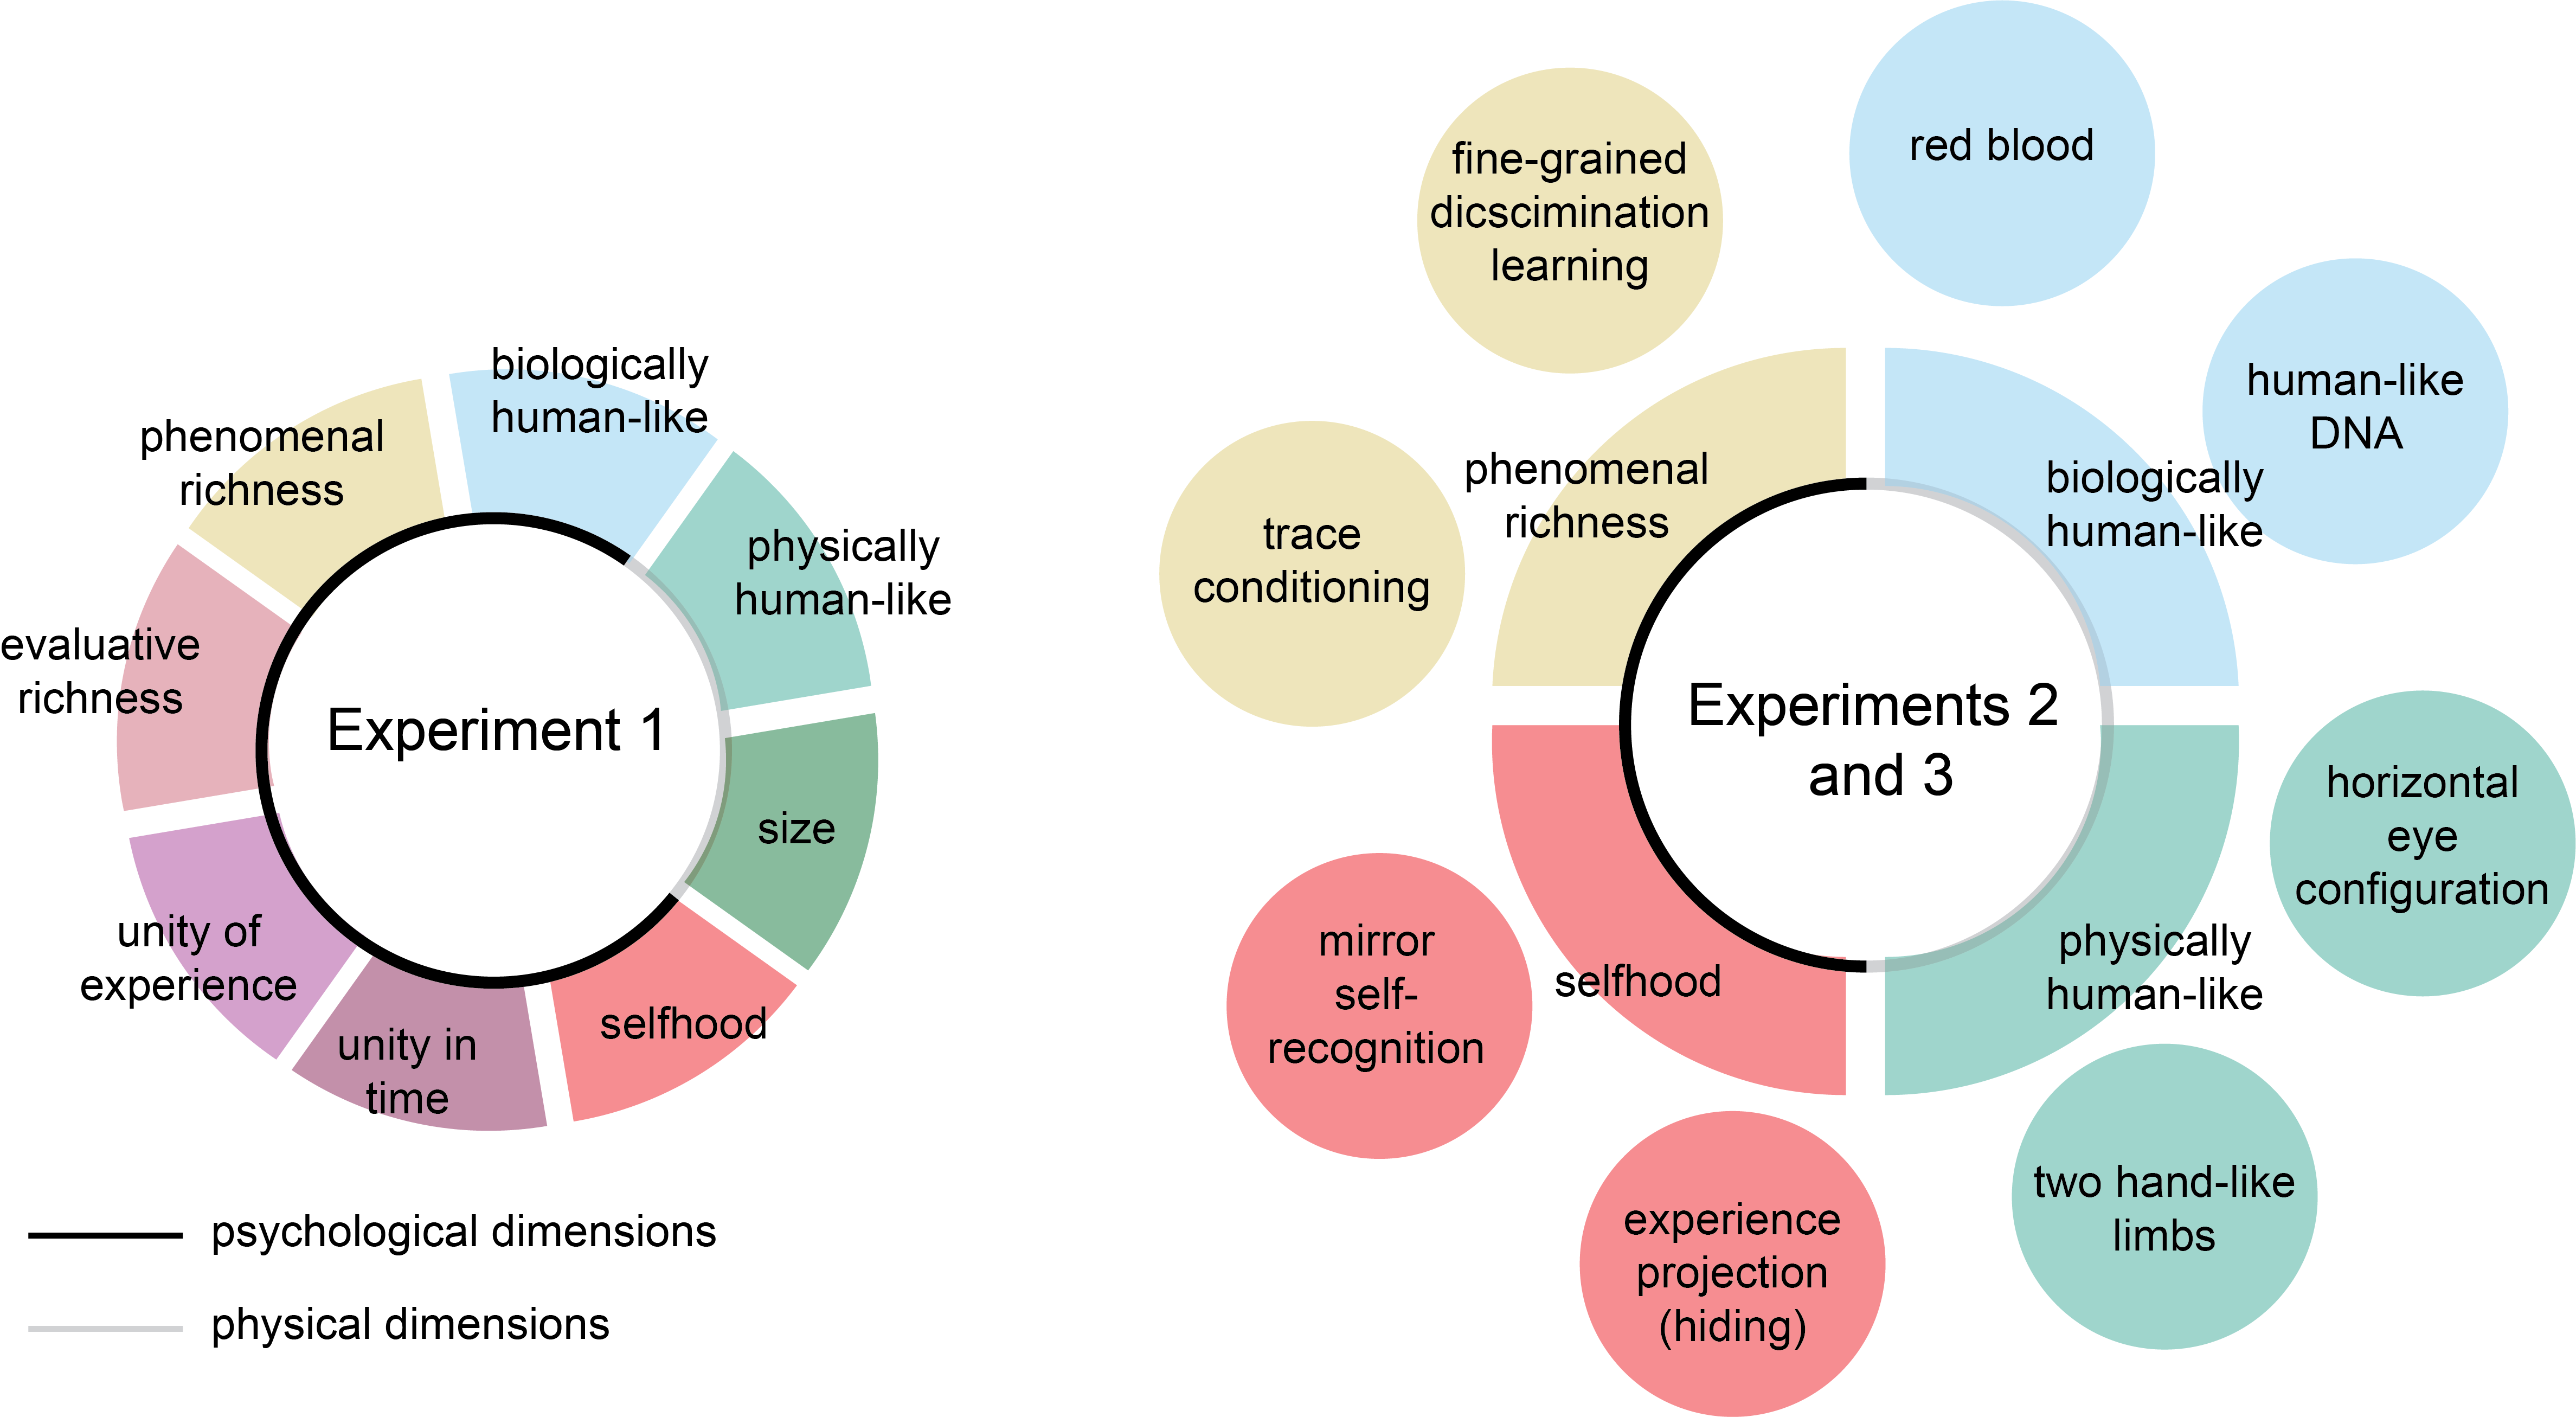 biologically
human-like
phenomenal
richness
physically
human-like
evaluative
richness
Experiment 1
size
unity of
experience
selfhood
unity in
time
psychological dimensions
physical dimensions
fine-grained
dicscimination
learning
red blood
human-like
DNA
phenomenal
richness
biologically
human-like
trace
conditioning
Experiments 2
and 3
horizontal
eye
configuration
mirror
self-
recognition
selfhood
physically
human-like
two hand-like
limbs
experience
projection
(hiding)